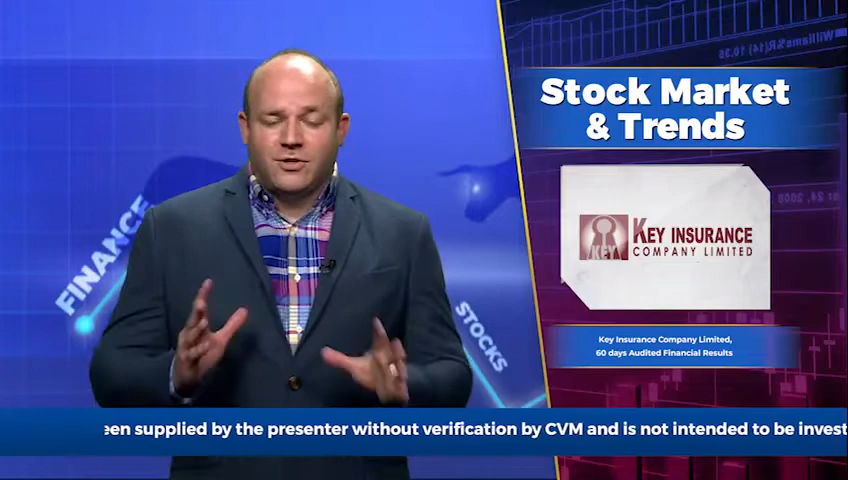 Stock Market
& Trends
FINANCE
KEY
KEY INSURANCE
COMPANY LIMITED
STOCKS
Key Insurance Company Limited,
60 days Audited Financial Results
een supplied by the presenter without verification by CVM and is not intended to be invest